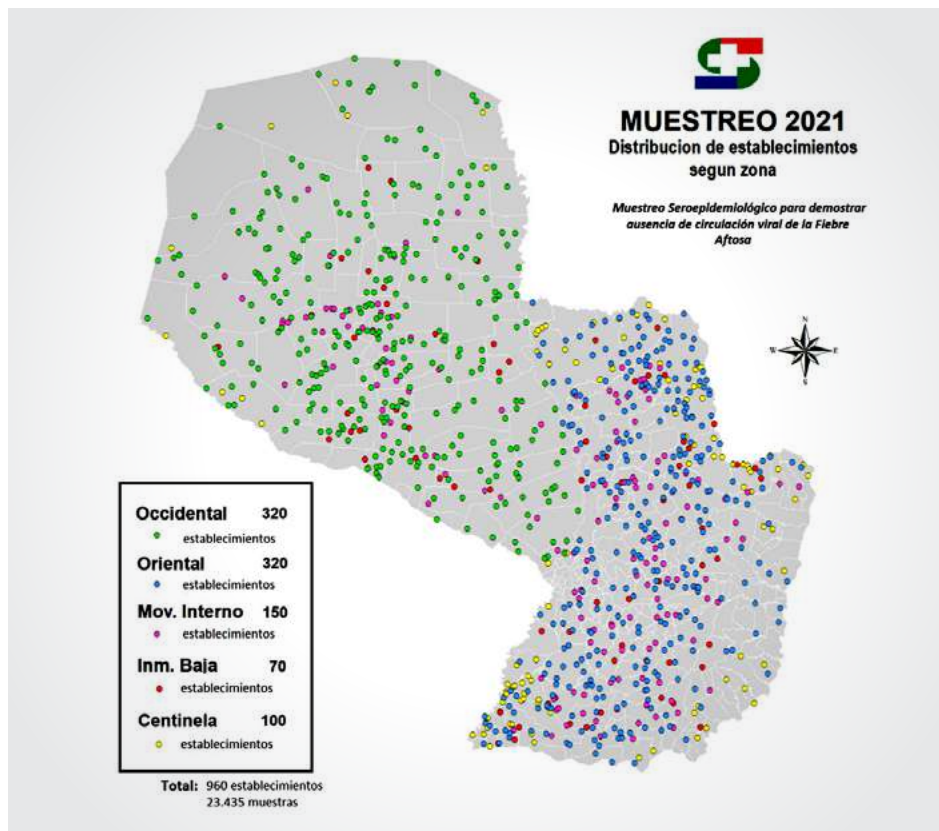 MUESTREO 2021
Distribucion de establecimientos
segun zona
Muestreo Seroepidemiológico para demostrar
ausencia de circulación viral de la Fiebre
Aftosa
N
W E
S
Occidental 320
establecimientos
Oriental 320
establecimientos
Mov. Interno 150
establecimientos
Inm. Baja 70
establecimientos
Centinela 100
establecimientos
Total: 960 establecimientos
23.435 muestras